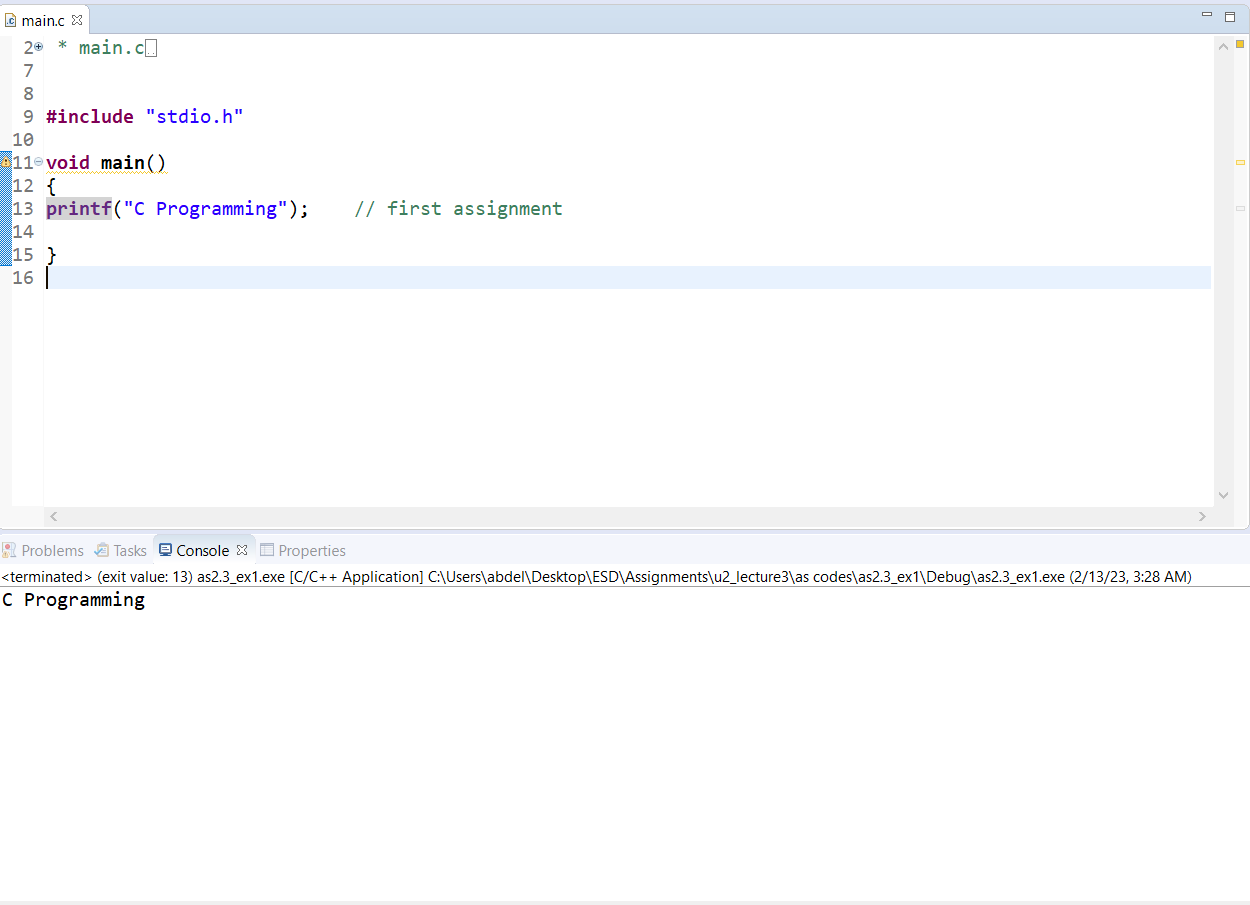 main.c
2 * main.c
7
8
9 #include "stdio.h"
10
11 void main()
12 {
13 printf("C Programming");    // first assignment
14
15 }
16
Problems Tasks Console Properties
<terminated> (exit value: 13) as2.3_ex1.exe [C/C++ Application] C:\Users\abdel\Desktop\ESD\Assignments\u2_lecture3\as codes\as2.3_ex1\Debug\as2.3_ex1.exe (2/13/23, 3:28 AM)
C Programming